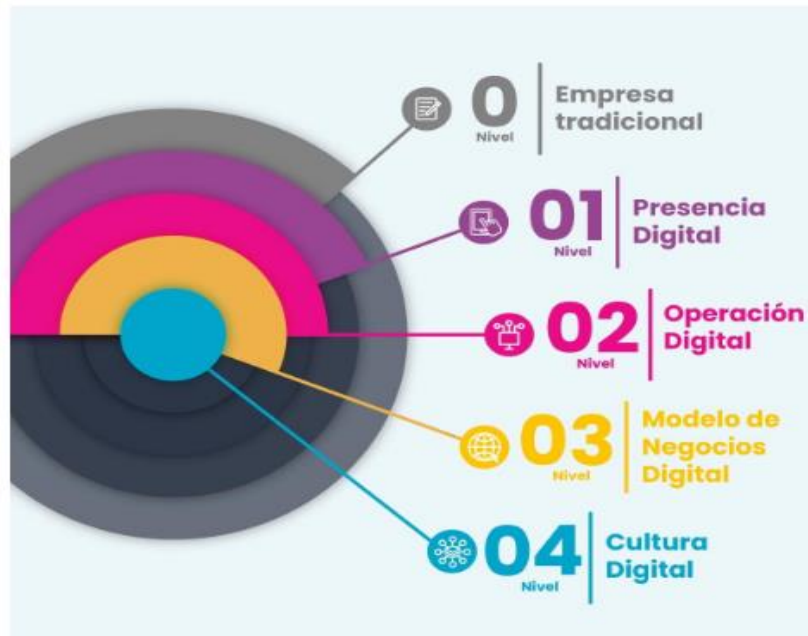 0
Nivel
Empresa
tradicional
01
Nivel
Presencia
Digital
02
Nivel
Operación
Digital
03
Nivel
Modelo de
Negocios
Digital
04
Nivel
Cultura
Digital